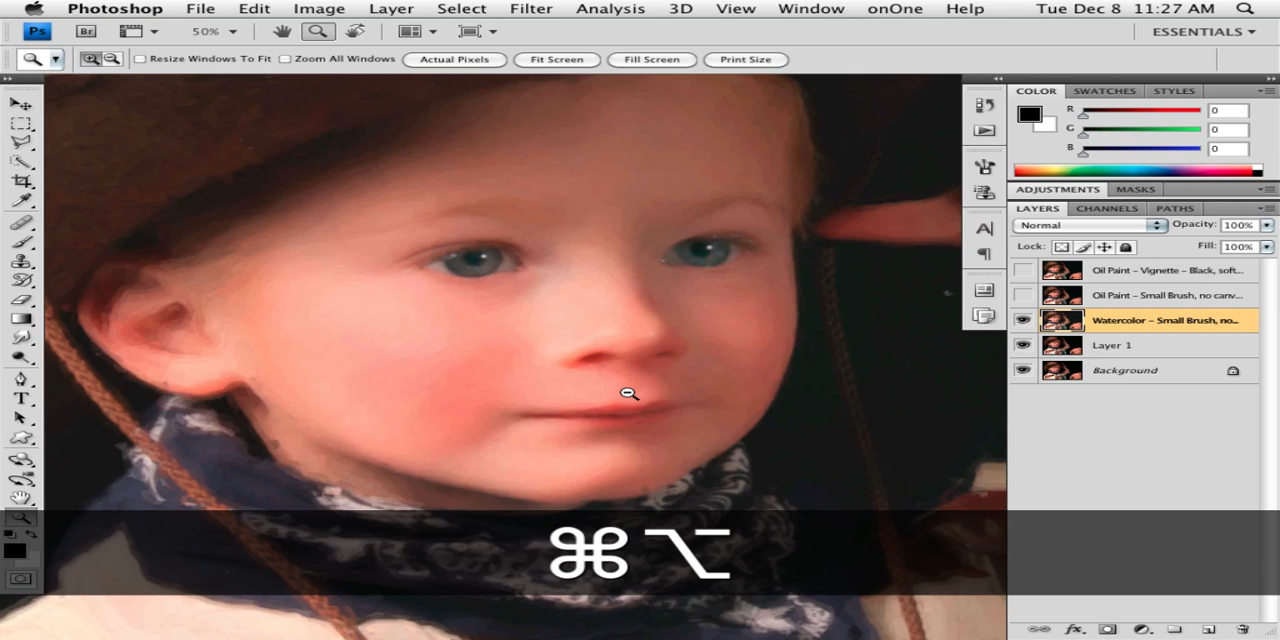 Photoshop File Edit Image Layer Select Filter Analysis 3D View Window onOne Help Tue Dec 8 11:27 AM
Ps Br 50% ESSENTIALS
Resize Windows To Fit Zoom All Windows Actual Pixels Fit Screen Fill Screen Print Size
COLOR SWATCHES STYLES
R 0
G 0
B 0
ADJUSTMENTS MASKS
LAYERS CHANNELS PATHS
Normal Opacity: 100%
Lock: Fill: 100%
Oil Paint – Vignette – Black, soft...
Oil Paint – Small Brush, no canv...
Watercolor – Small Brush, no...
Layer 1
Background
⌘⌥